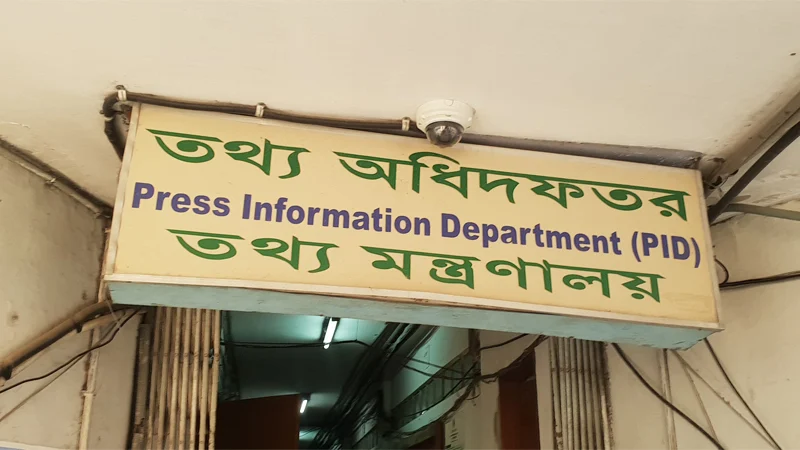 তথ্য অধিদফতর
Press Information Department (PID)
তথ্য মন্ত্রণালয়